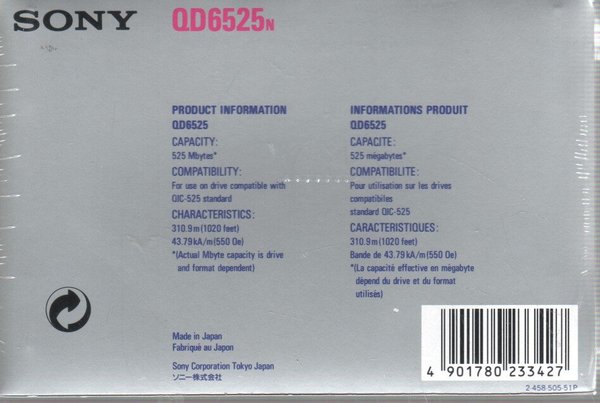 SONY QD6525N
PRODUCT INFORMATION
QD6525
CAPACITY:
525 Mbytes*
COMPATIBILITY:
For use on drive compatible with
QIC-525 standard
CHARACTERISTICS:
310.9m(1020 feet)
43.79kA/m(550 Oe)
*(Actual Mbyte capacity is drive
and format dependent)
INFORMATIONS PRODUIT
QD6525
CAPACITE:
525 mégabytes*
COMPATIBILITE:
Pour utilisation sur les drives
compatibiles
standard QIC-525
CARACTERISTIQUES:
310.9m(1020 feet)
Bande de 43.79 kA/m(550 Oe)
*(La capacité effective en mégabyte
dépend du drive et du format
utilisés)
Made in Japan
Fabriqué au Japon
Sony Corporation Tokyo Japan
ソニー株式会社
4 901780 233427
2-458-505-51P